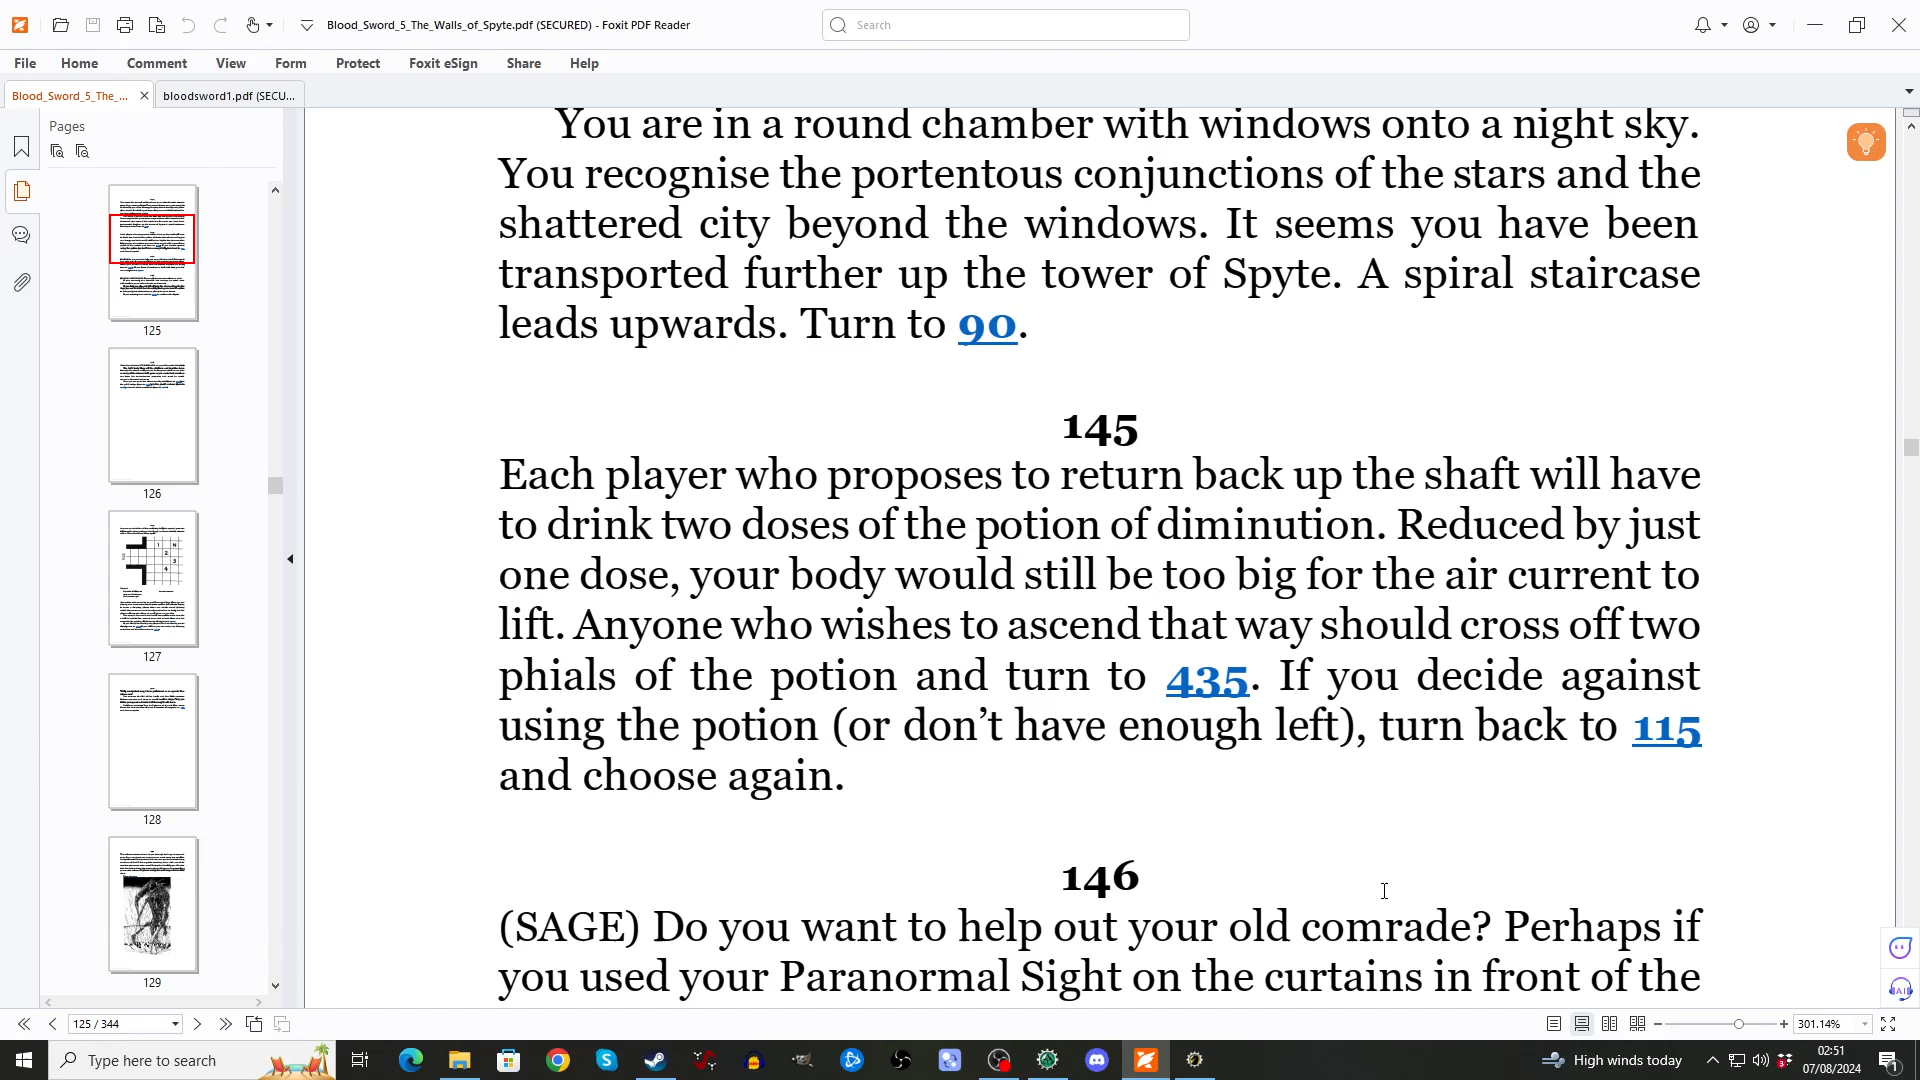 Blood_Sword_5_The_Walls_of_Spyte.pdf (SECURED) - Foxit PDF Reader
Search
File Home Comment View Form Protect Foxit eSign Share Help
Blood_Sword_5_The_... bloodsword1.pdf (SECU...
Pages
125
126
127
128
129
You are in a round chamber with windows onto a night sky.
You recognise the portentous conjunctions of the stars and the
shattered city beyond the windows. It seems you have been
transported further up the tower of Spyte. A spiral staircase
leads upwards. Turn to 90.
145
Each player who proposes to return back up the shaft will have
to drink two doses of the potion of diminution. Reduced by just
one dose, your body would still be too big for the air current to
lift. Anyone who wishes to ascend that way should cross off two
phials of the potion and turn to 435. If you decide against
using the potion (or don’t have enough left), turn back to 115
and choose again.
146
(SAGE) Do you want to help out your old comrade? Perhaps if
you used your Paranormal Sight on the curtains in front of the
125 / 344
301.14%
Type here to search
High winds today
02:51
07/08/2024